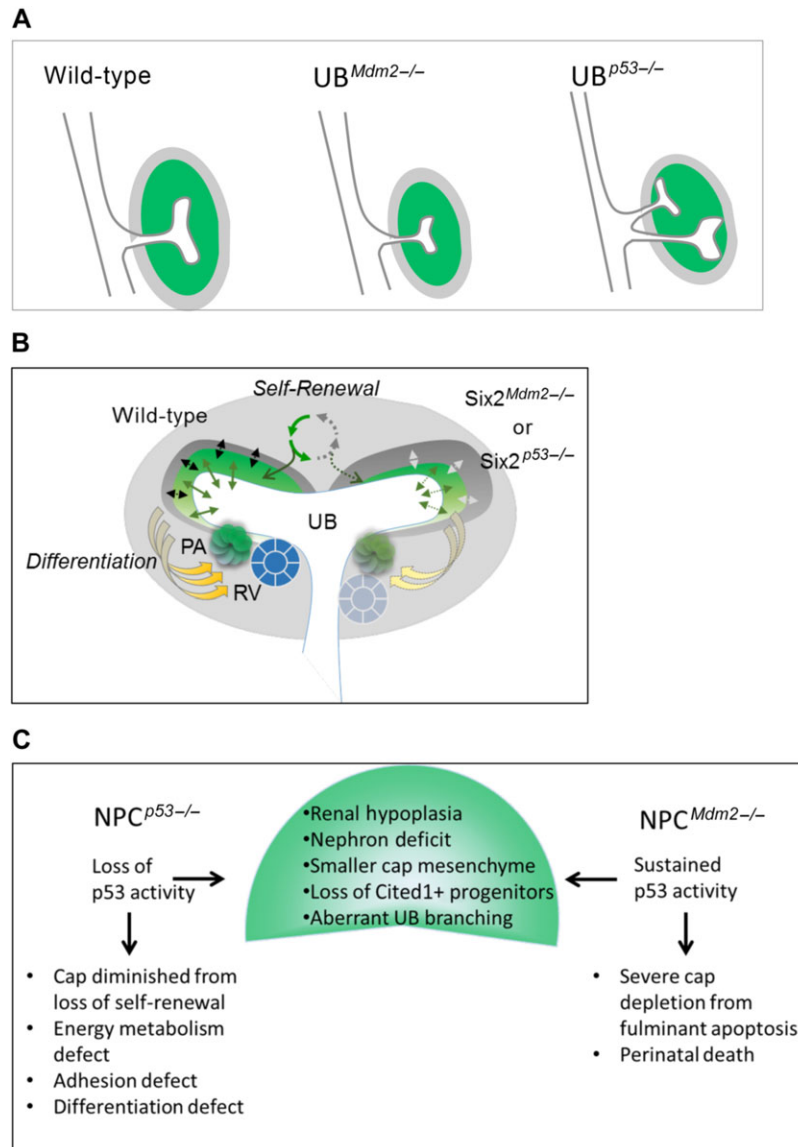 A
Wild-type
UB^Mdm2−/−
UB^p53−/−
B
Self-Renewal
Wild-type
Six2^Mdm2−/−
or
Six2^p53−/−
UB
PA
Differentiation
RV
C
NPC^p53−/−
Loss of
p53 activity
•Renal hypoplasia
•Nephron deficit
•Smaller cap mesenchyme
•Loss of Cited1+ progenitors
•Aberrant UB branching
NPC^Mdm2−/−
Sustained
p53 activity
• Cap diminished from
loss of self-renewal
• Energy metabolism
defect
• Adhesion defect
• Differentiation defect
• Severe cap
depletion from
fulminant apoptosis
• Perinatal death